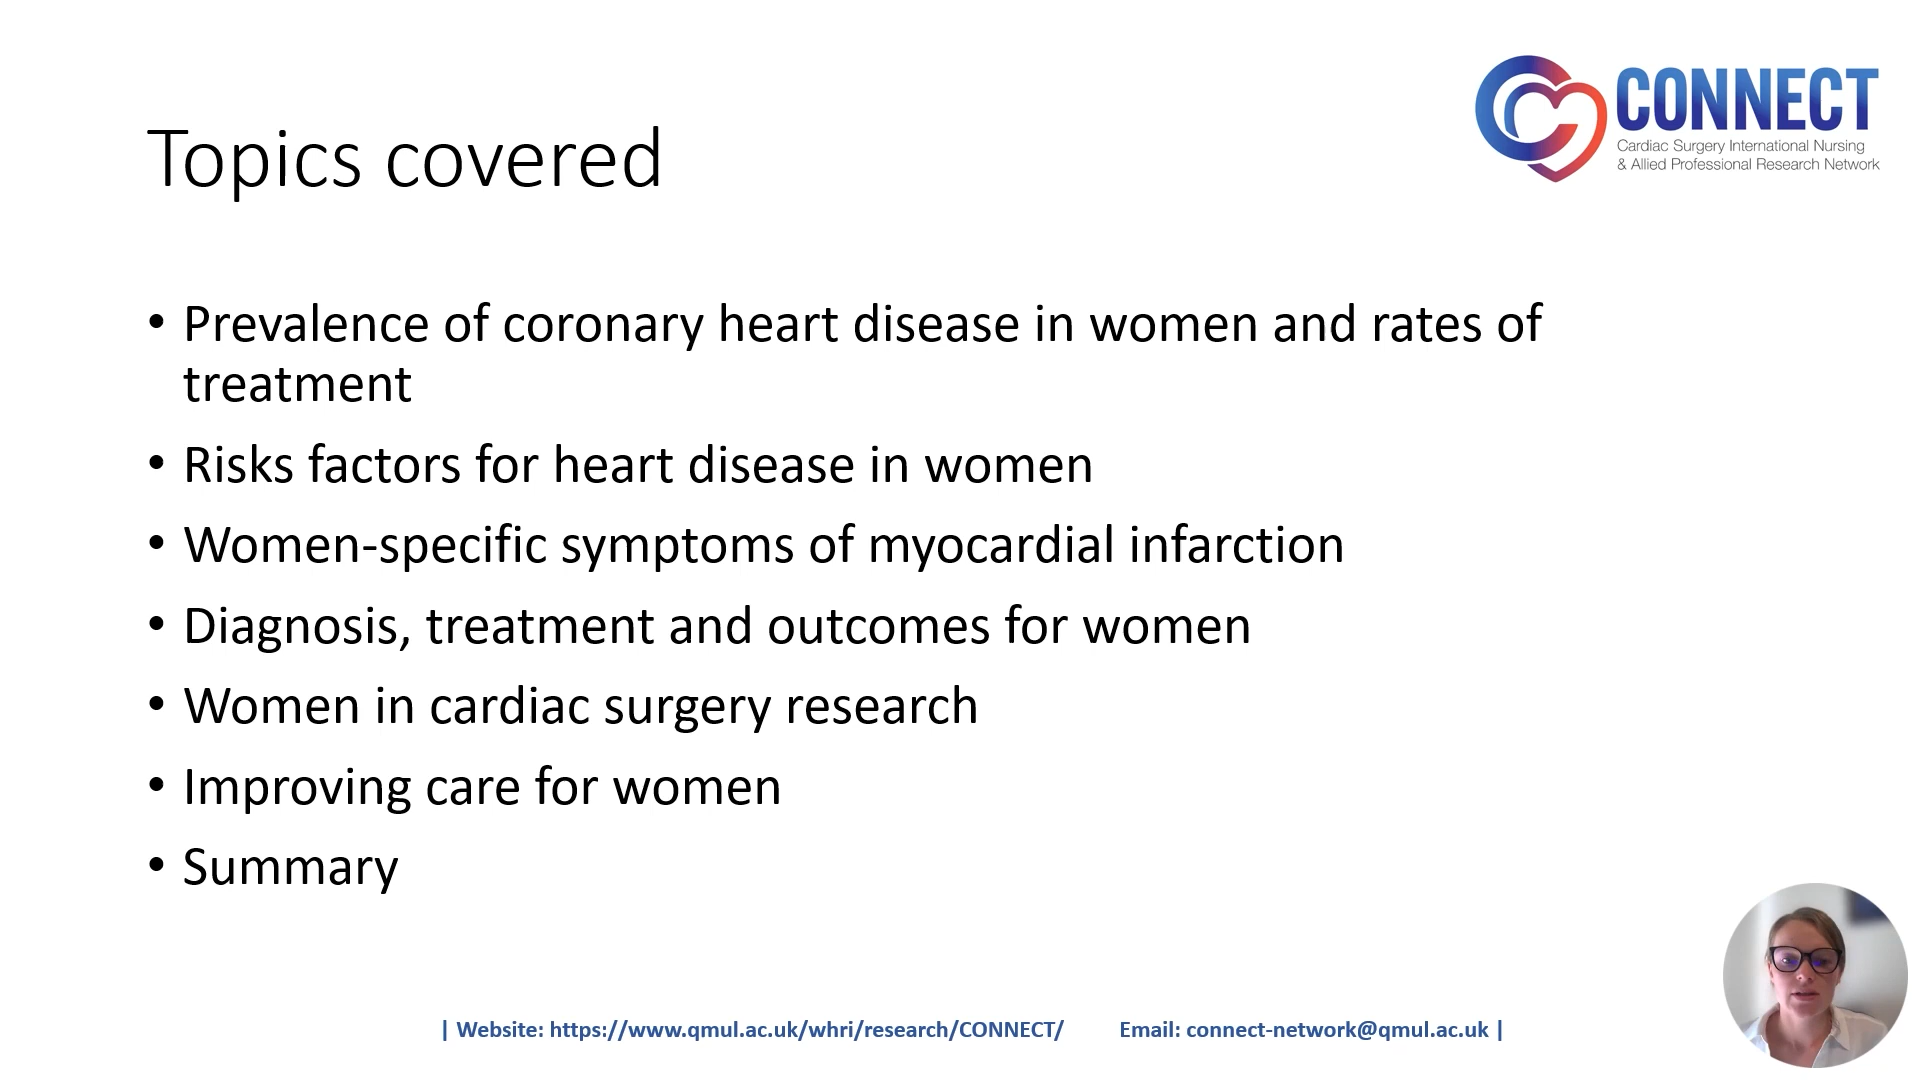 CONNECT
Cardiac Surgery International Nursing
& Allied Professional Research Network
Topics covered
• Prevalence of coronary heart disease in women and rates of
treatment
• Risks factors for heart disease in women
• Women-specific symptoms of myocardial infarction
• Diagnosis, treatment and outcomes for women
• Women in cardiac surgery research
• Improving care for women
• Summary
| Website: https://www.qmul.ac.uk/whri/research/CONNECT/ Email: connect-network@qmul.ac.uk |